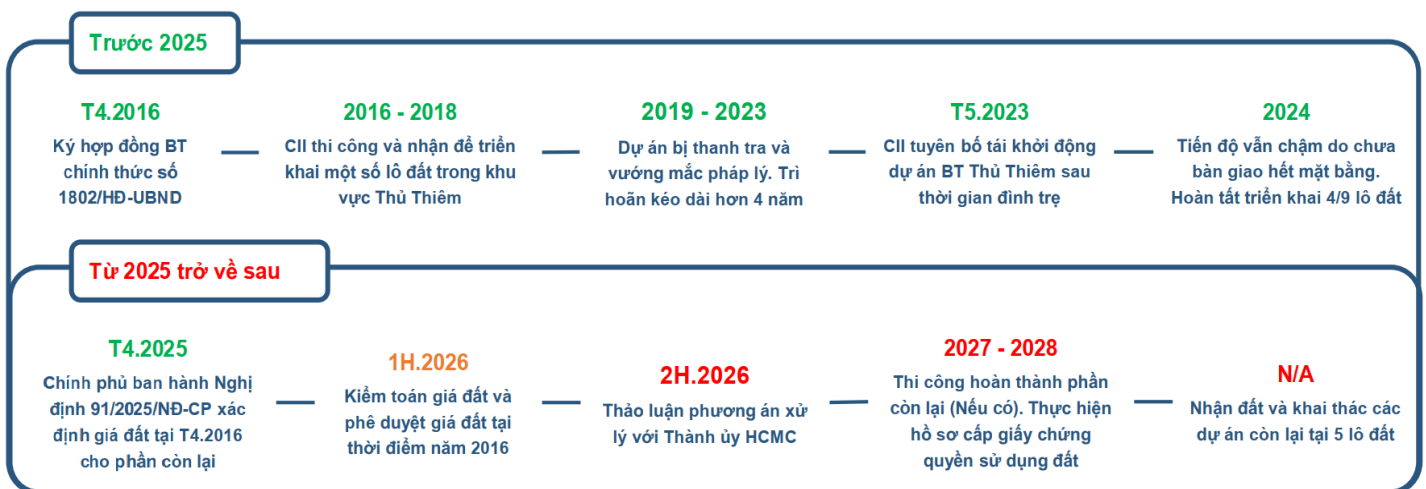 Trước 2025
T4.2016
Ký hợp đồng BT
chính thức số
1802/HĐ-UBND
2016 - 2018
CII thi công và nhận để triển
khai một số lô đất trong khu
vực Thủ Thiêm
2019 - 2023
Dự án bị thanh tra và
vướng mắc pháp lý. Trì
hoãn kéo dài hơn 4 năm
T5.2023
CII tuyên bố tái khởi động
dự án BT Thủ Thiêm sau
thời gian đình trệ
2024
Tiến độ vẫn chậm do chưa
bàn giao hết mặt bằng.
Hoàn tất triển khai 4/9 lô đất
Từ 2025 trở về sau
T4.2025
Chính phủ ban hành Nghị
định 91/2025/NĐ-CP xác
định giá đất tại T4.2016
cho phần còn lại
1H.2026
Kiểm toán giá đất và
phê duyệt giá đất tại
thời điểm năm 2016
2H.2026
Thảo luận phương án xử
lý với Thành ủy HCMC
2027 - 2028
Thi công hoàn thành phần
còn lại (Nếu có). Thực hiện
hồ sơ cấp giấy chứng
quyền sử dụng đất
N/A
Nhận đất và khai thác các
dự án còn lại tại 5 lô đất